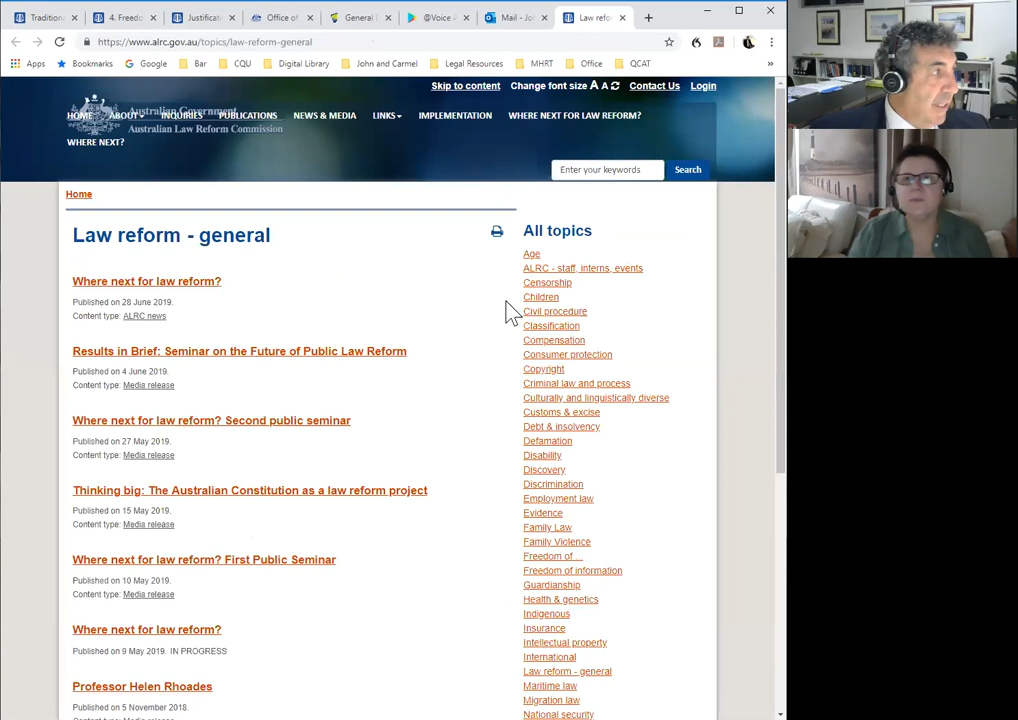 Tradition
4. Freedo
Justificat
Office of
General D
@Voice A
Mail - Jo
Law refor
https://www.alrc.gov.au/topics/law-reform-general
Apps
Bookmarks
Google
Bar
CQU
Digital Library
John and Carmel
Legal Resources
MHRT
Office
QCAT
Skip to content
Change font size A A
Contact Us
Login
Australian Government
Australian Law Reform Commission
HOME
ABOUT
INQUIRIES
PUBLICATIONS
NEWS & MEDIA
LINKS
IMPLEMENTATION
WHERE NEXT FOR LAW REFORM?
WHERE NEXT?
Enter your keywords
Search
Home
Law reform - general
Where next for law reform?
Published on 28 June 2019.
Content type: ALRC news
Results in Brief: Seminar on the Future of Public Law Reform
Published on 4 June 2019.
Content type: Media release
Where next for law reform? Second public seminar
Published on 27 May 2019.
Content type: Media release
Thinking big: The Australian Constitution as a law reform project
Published on 15 May 2019.
Content type: Media release
Where next for law reform? First Public Seminar
Published on 10 May 2019.
Content type: Media release
Where next for law reform?
Published on 9 May 2019. IN PROGRESS
Professor Helen Rhoades
Published on 5 November 2018.
Content type: Media release
All topics
Age
ALRC - staff, interns, events
Censorship
Children
Civil procedure
Classification
Compensation
Consumer protection
Copyright
Criminal law and process
Culturally and linguistically diverse
Customs & excise
Debt & insolvency
Defamation
Disability
Discovery
Discrimination
Employment law
Evidence
Family Law
Family Violence
Freedom of ...
Freedom of information
Guardianship
Health & genetics
Indigenous
Insurance
Intellectual property
International
Law reform - general
Maritime law
Migration law
National security